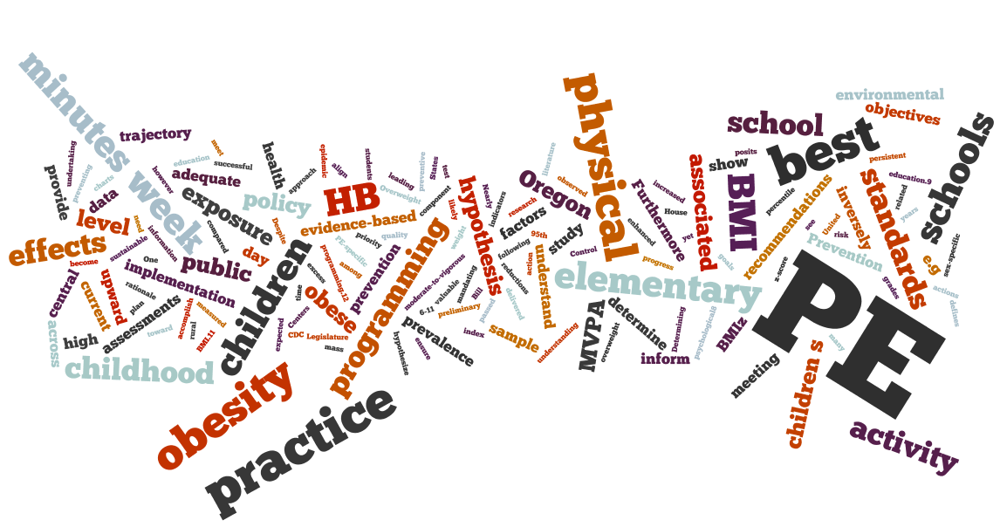 minutes
week
trajectory
undertaking
preventing
provide
charts
data
level
effects
become
central
across
high
childhood
current
upward
assessments
implementation
One
rationale
plan
toward
accomplish
rural
measured
BMI.11
need
sustainable
information
however
adequate
education
meet
successful
health
exposure
compared
public
day
policy
Despite
approach
epidemic
align
students
HB
evidence-based
Overweight
leading
preventive
States
test
component
priority
quality
PE-specific
programming.12
among
excess
time
children
obese
prevention
Centers
CDC
Legislature
expected
mass
obesity
practice
programming
moderate-to-vigorous
6-11
valuable
mandating
Bill
preliminary
passed
prevalence
hypothesize
ensure
index
sample
delivered
hypothesis
likely
weight
Nearly
indicators
research
factors
following
95th
reductions
action
understand
understanding
study
Oregon
observed
literature
physical
Control
elementary
MVPA
overweight
determine
inform
Determining
psychological8
progress
enhanced
Furthermore
increased
House
yet
associated
goals
school
posits
show
BMI
BMIz
best
percentile
recommendations
z-score
environmental
objectives
persistent
education.9
related
years
schools
sex-specific
standards
inversely
United
risk
see
Prevention
e.g
grades
actions
defines
PE
many
meeting
children s
activity